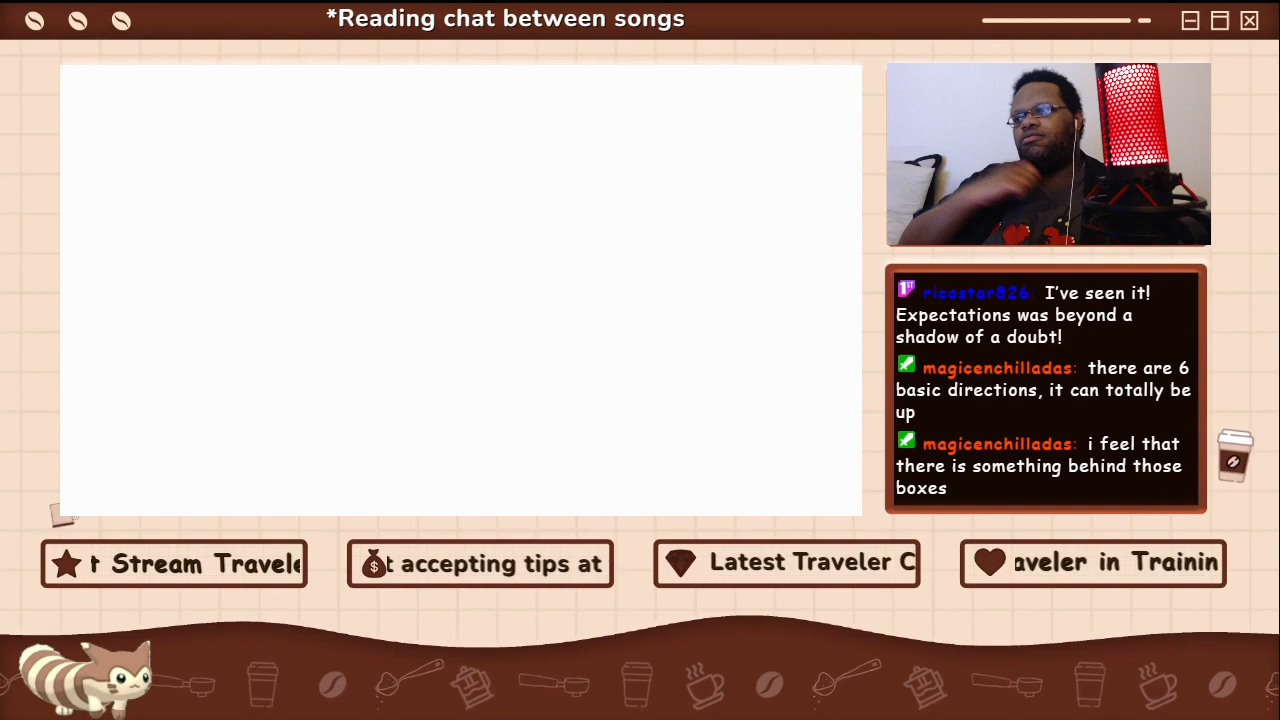 *Reading chat between songs
ricostar826: I've seen it!
Expectations was beyond a
shadow of a doubt!
magicenchilladas: there are 6
basic directions, it can totally be
up
magicenchilladas: i feel that
there is something behind those
boxes
t Stream Travele
t accepting tips at
Latest Traveler C
aveler in Trainin